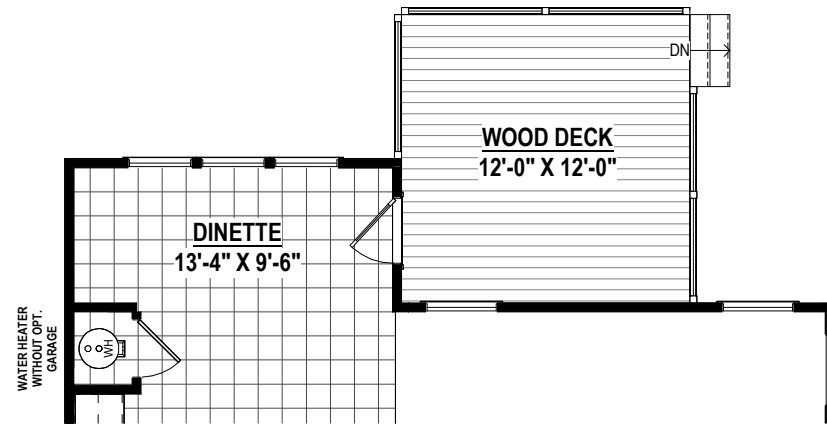 DN
WOOD DECK
12'-0" X 12'-0"
DINETTE
13'-4" X 9'-6"
WATER HEATER
WITHOUT OPT.
GARAGE
WH